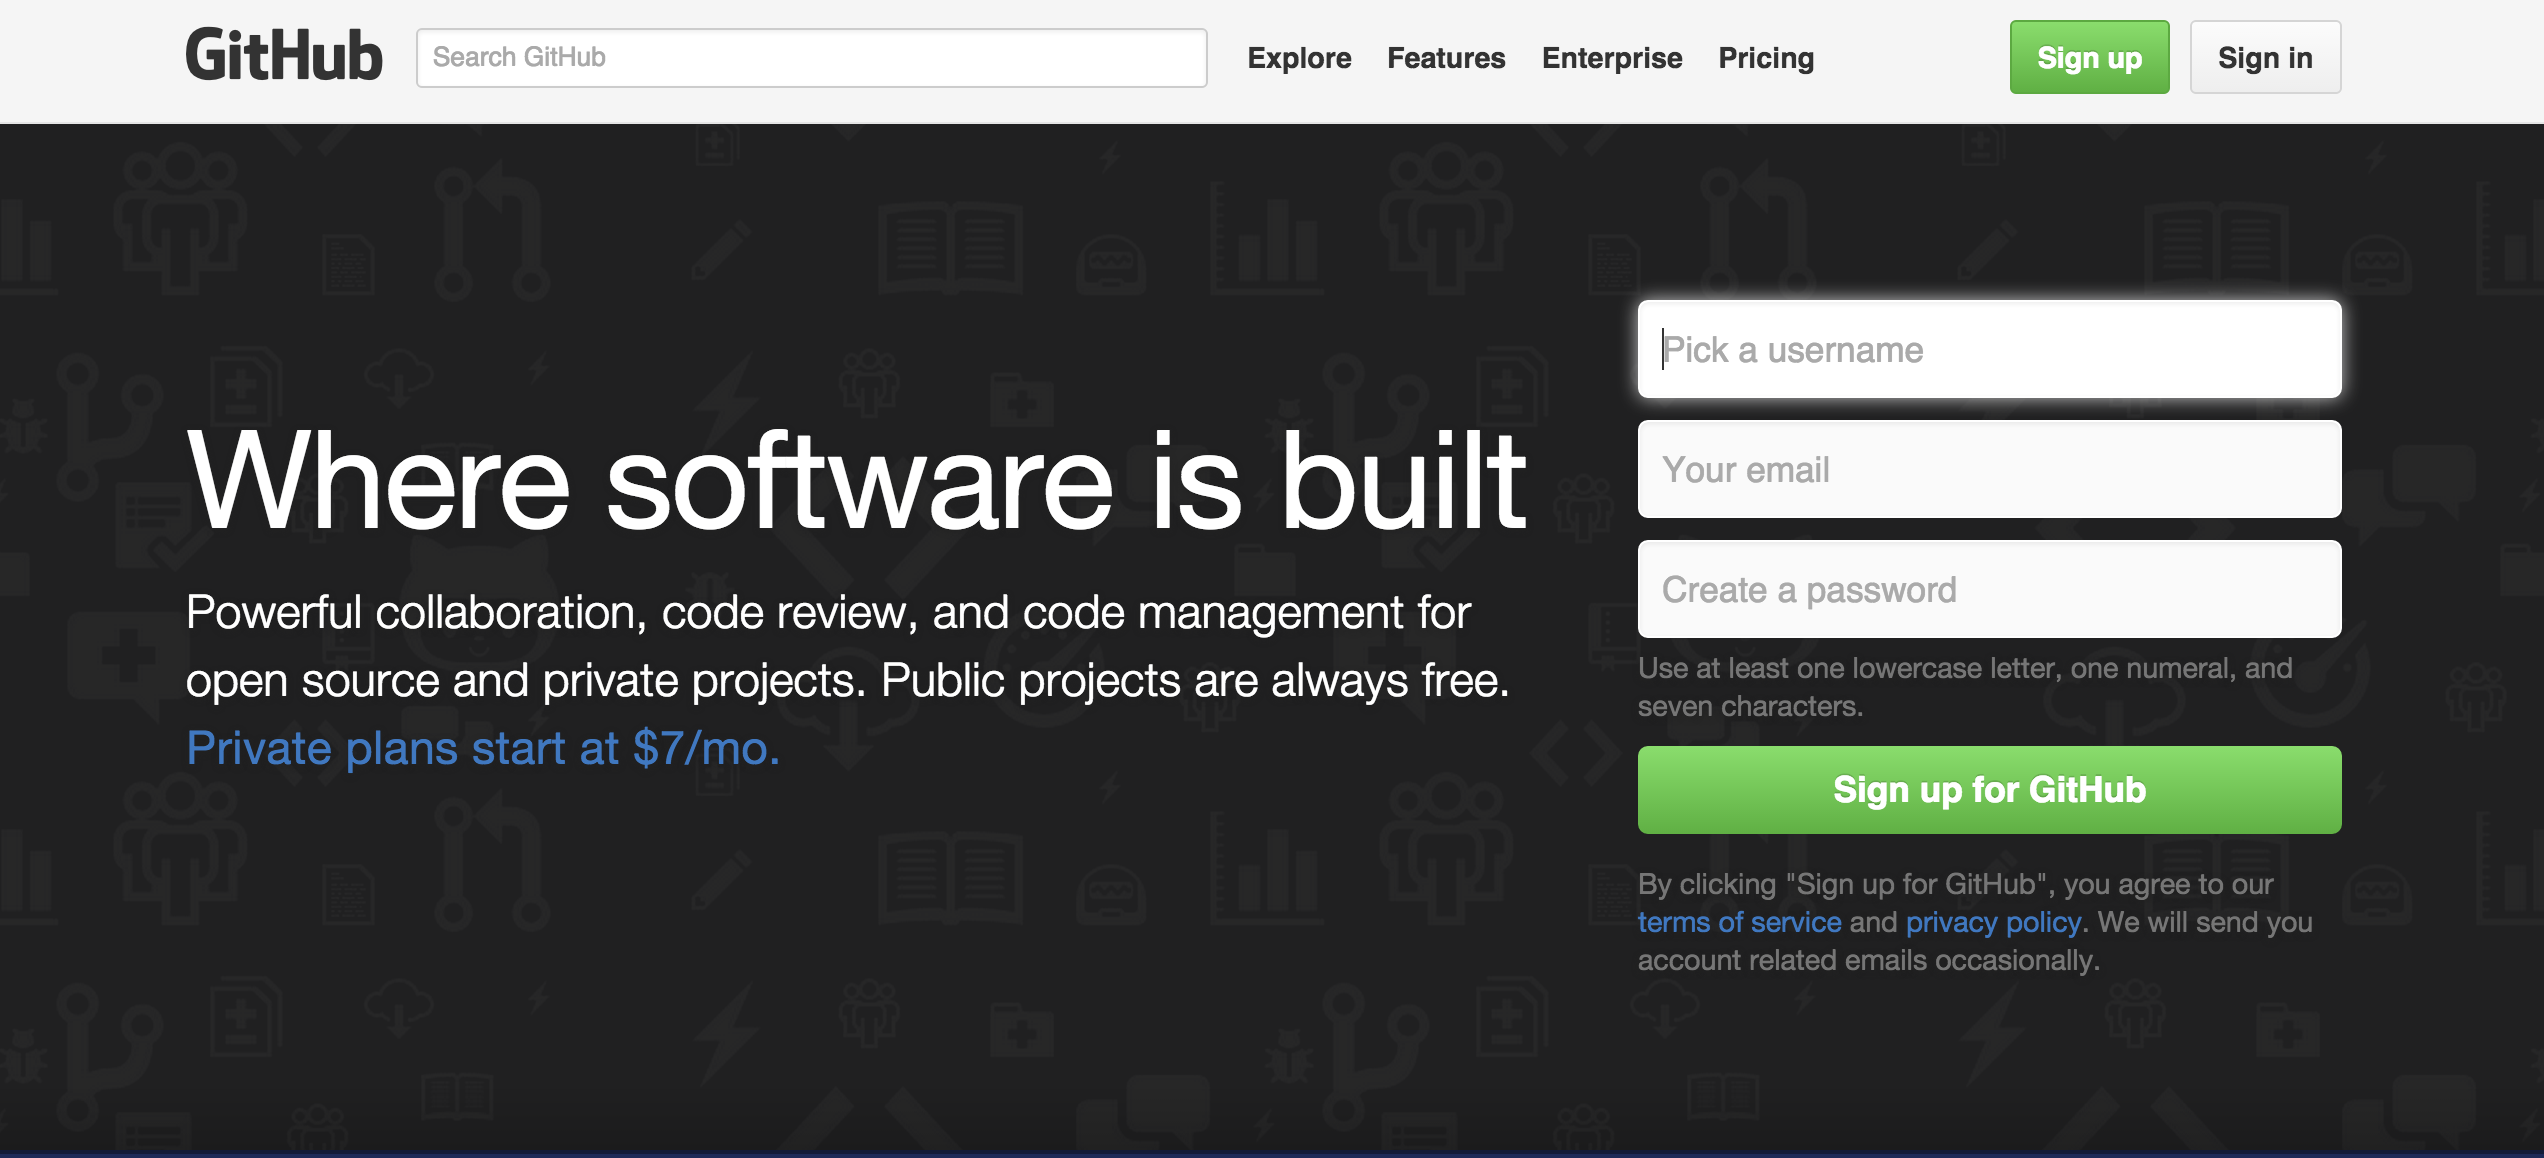 GitHub
Search GitHub
Explore
Features
Enterprise
Pricing
Sign up
Sign in
Where software is built
Powerful collaboration, code review, and code management for
open source and private projects. Public projects are always free.
Private plans start at $7/mo.
Pick a username
Your email
Create a password
Use at least one lowercase letter, one numeral, and
seven characters.
Sign up for GitHub
By clicking "Sign up for GitHub", you agree to our
terms of service and privacy policy. We will send you
account related emails occasionally.